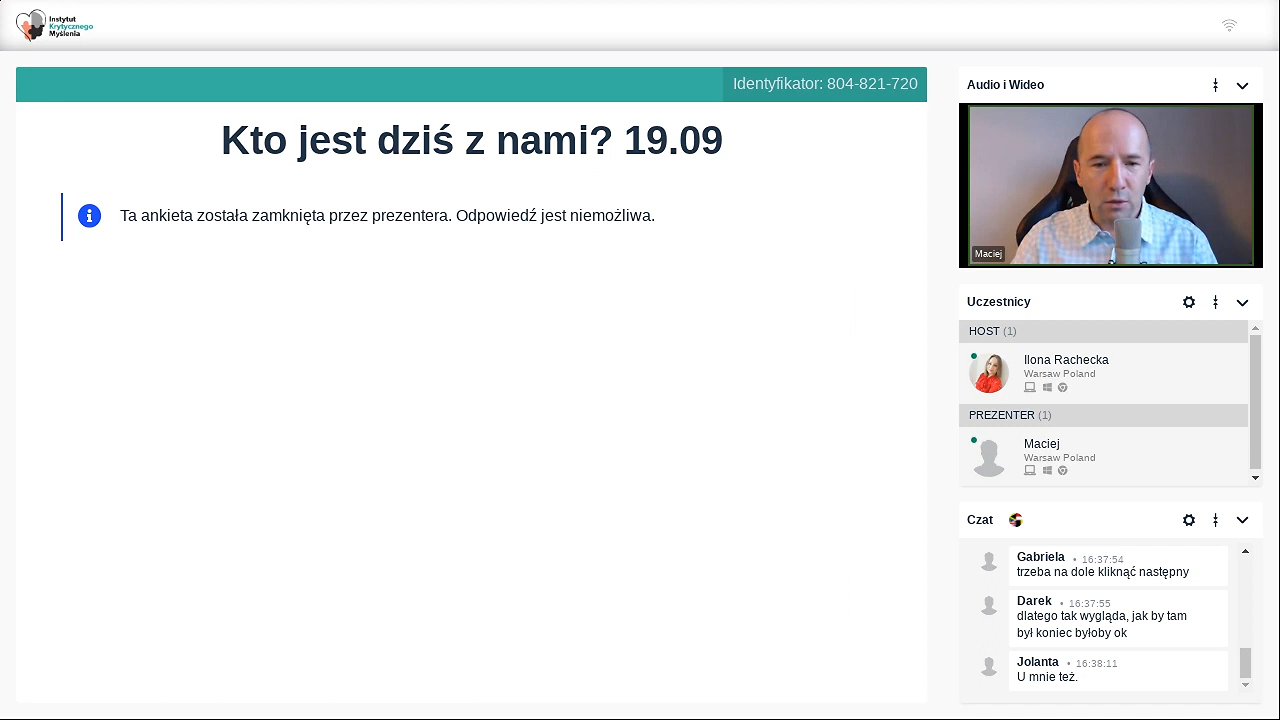 Instytut
Krytycznego
Myślenia
Identyfikator: 804-821-720
Kto jest dziś z nami? 19.09
Ta ankieta została zamknięta przez prezentera. Odpowiedź jest niemożliwa.
Audio i Wideo
Maciej
Uczestnicy
HOST (1)
Ilona Rachecka
Warsaw Poland
PREZENTER (1)
Maciej
Warsaw Poland
Czat
Gabriela • 16:37:54
trzeba na dole kliknąć następny
Darek • 16:37:55
dlatego tak wygląda, jak by tam
był koniec byłoby ok
Jolanta • 16:38:11
U mnie też.